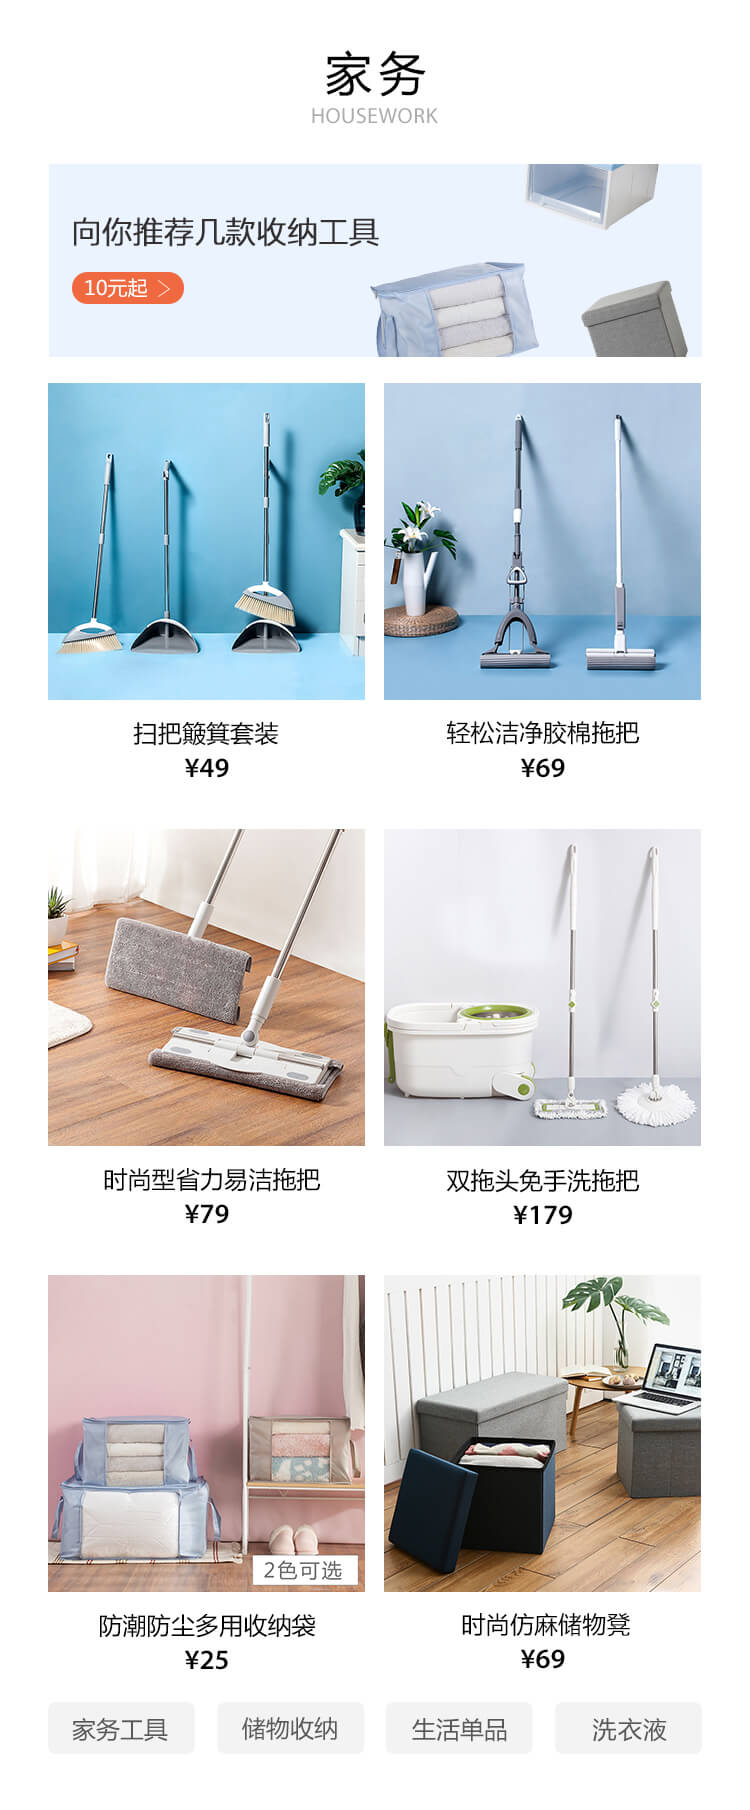 家务
HOUSEWORK
向你推荐几款收纳工具
10元起 >
扫把簸箕套装
¥49
轻松洁净胶棉拖把
¥69
时尚型省力易洁拖把
¥79
双拖头免手洗拖把
¥179
2色可选
防潮防尘多用收纳袋
¥25
时尚仿麻储物凳
¥69
家务工具
储物收纳
生活单品
洗衣液